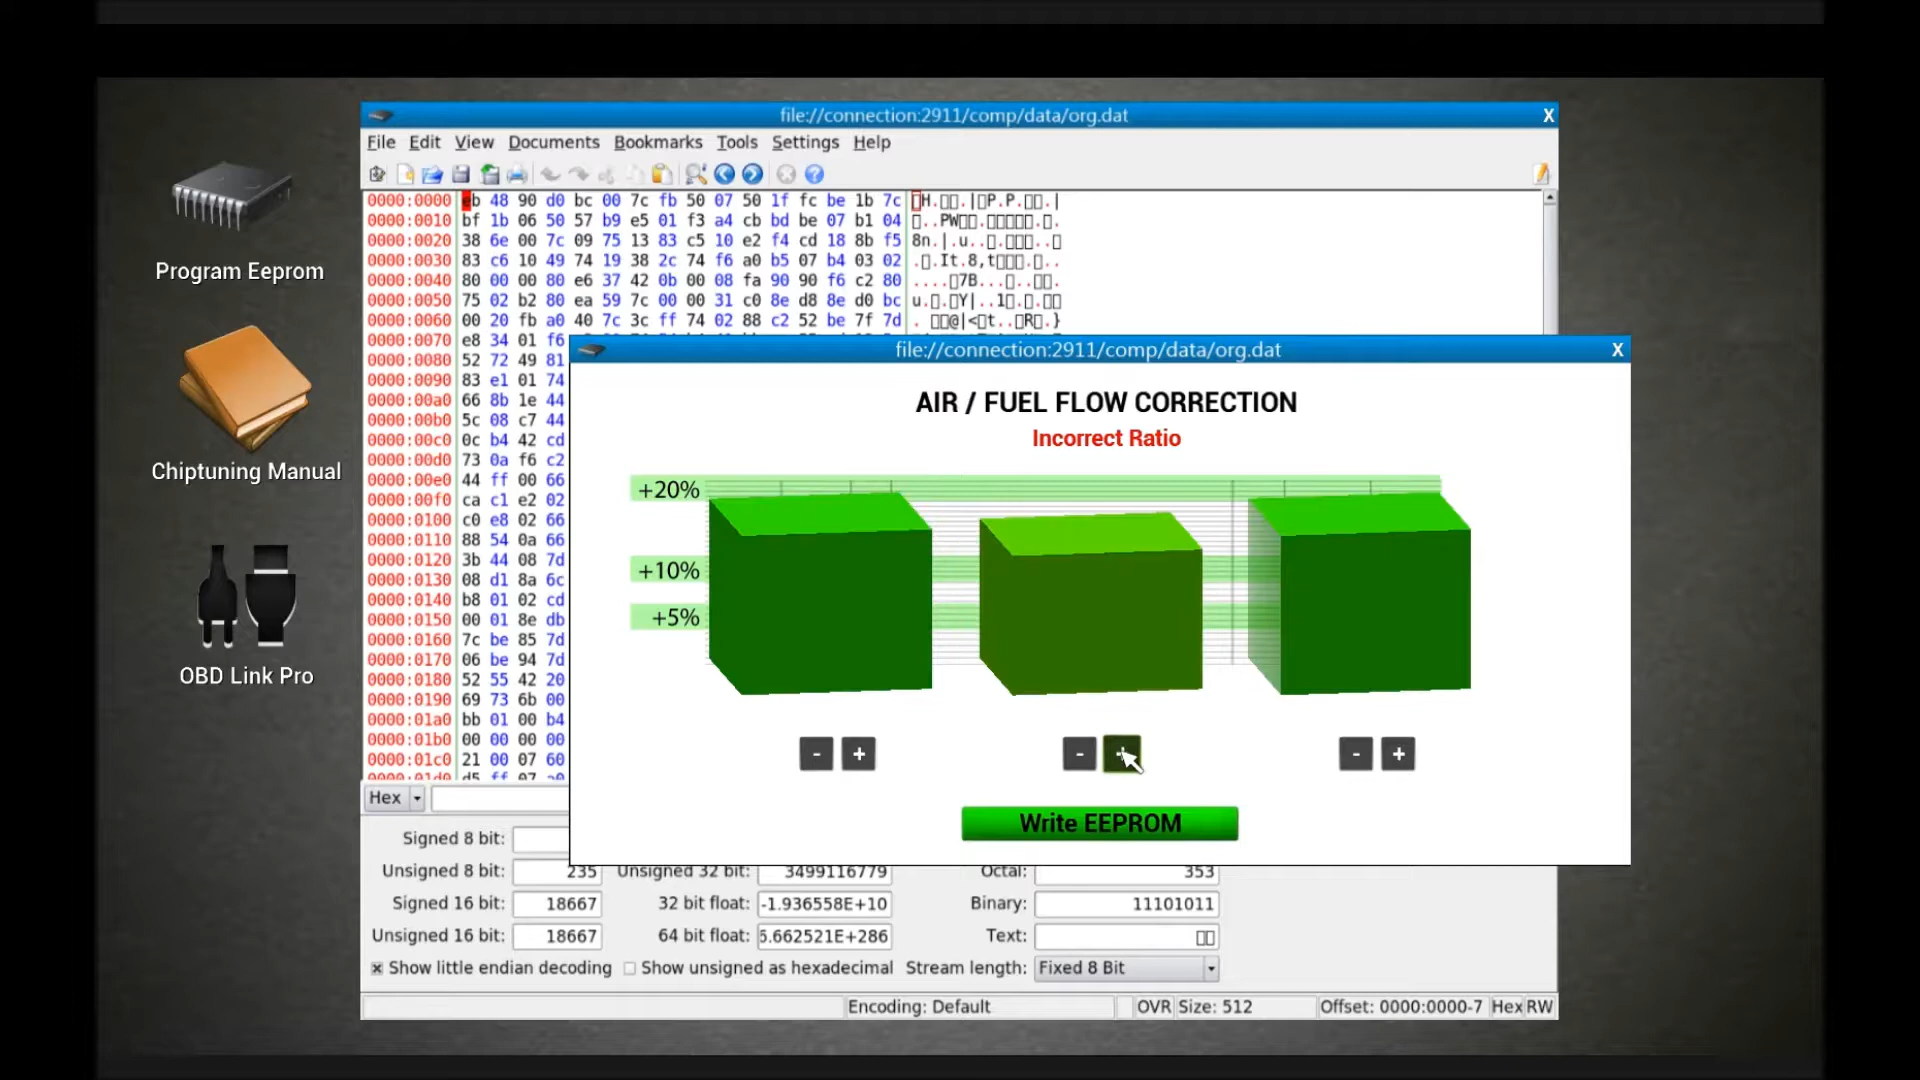 file://connection:2911/comp/data/org.dat X
File Edit View Documents Bookmarks Tools Settings Help
0000:0000 eb 48 90 d0 bc 00 7c fb 50 07 50 1f fc be 1b 7c
0000:0010 bf 1b 06 50 57 b9 e5 01 f3 a4 cb bd be 07 b1 04
0000:0020 38 6e 00 7c 09 75 13 83 c5 10 e2 f4 cd 18 8b f5
0000:0030 83 c6 10 49 74 19 38 2c 74 f6 a0 b5 07 b4 03 02
0000:0040 80 00 00 80 e6 37 42 0b 00 08 fa 90 90 f6 c2 80
0000:0050 75 02 b2 80 ea 59 7c 00 00 31 c0 8e d8 8e d0 bc
0000:0060 00 20 fb a0 40 7c 3c ff 74 02 88 c2 52 be 7f 7d
0000:0070 e8 34 01 f6
0000:0080 52 72 49 81
0000:0090 83 e1 01 74
0000:00a0 66 8b 1e 44
0000:00b0 5c 08 c7 44
0000:00c0 0c b4 42 cd
0000:00d0 73 0a f6 c2
0000:00e0 44 ff 00 66
0000:00f0 ca c1 e2 02
0000:0100 c0 e8 02 66
0000:0110 88 54 0a 66
0000:0120 3b 44 08 7d
0000:0130 08 d1 8a 6c
0000:0140 b8 01 02 cd
0000:0150 00 01 8e db
0000:0160 7c be 85 7d
0000:0170 06 be 94 7d
0000:0180 52 55 42 20
0000:0190 69 73 6b 00
0000:01a0 bb 01 00 b4
0000:01b0 00 00 00 00
0000:01c0 21 00 07 60
0000:01d0 d5 ff 07 a0
Program Eeprom
Chiptuning Manual
OBD Link Pro
file://connection:2911/comp/data/org.dat X
AIR / FUEL FLOW CORRECTION
Incorrect Ratio
+20%
+10%
+5%
- + - + - +
Write EEPROM
Hex
Signed 8 bit:
Unsigned 8 bit: 235 Unsigned 32 bit: 3499116779 Octal: 353
Signed 16 bit: 18667 32 bit float: -1.936558E+10 Binary: 11101011
Unsigned 16 bit: 18667 64 bit float: 6.662521E+286 Text:
Show little endian decoding Show unsigned as hexadecimal Stream length: Fixed 8 Bit
Encoding: Default OVR Size: 512 Offset: 0000:0000-7 Hex RW